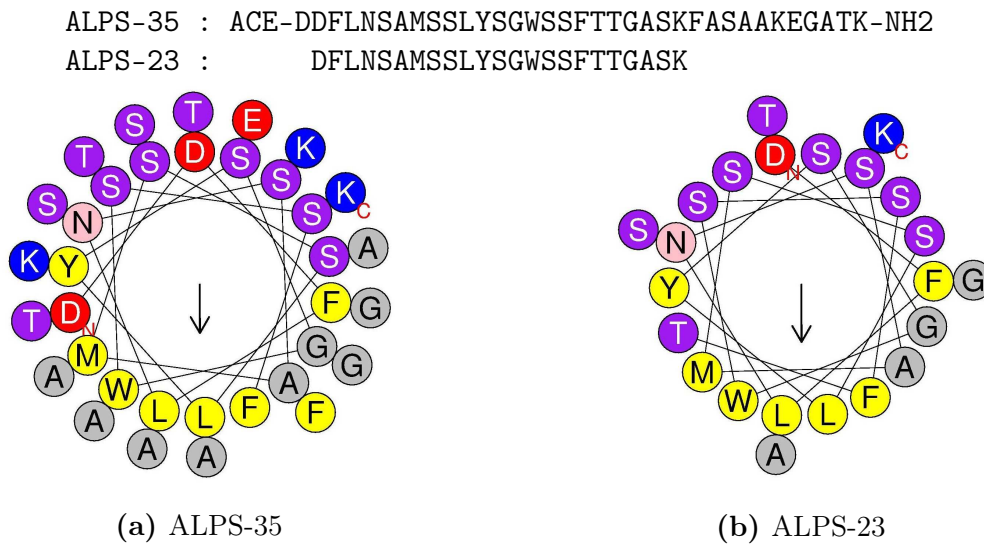 ALPS-35 : ACE-DDFLNSAMSSLYSGWSSFTTGASKFASAAKEGATK-NH2
ALPS-23 : DFLNSAMSSLYSGWSSFTTGASK
S T E
T S D S K
S S K C
S N S
K Y S A
T D N F G
A M G G
A W L L F A F
A A
T
S D N S S K C
S S
S N S
Y F G
T G
M A
W L L F
A
(a) ALPS-35
(b) ALPS-23